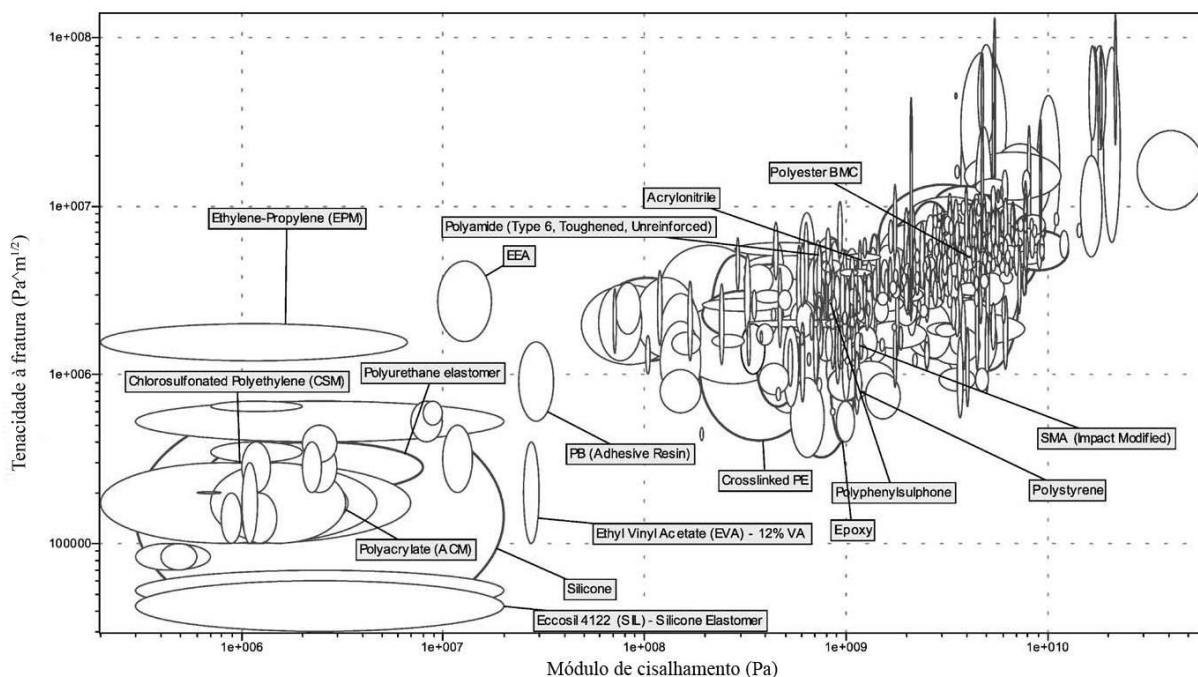 1e+008
Polyester BMC
Acrylonitrile
1e+007
Ethylene-Propylene (EPM)
Polyamide (Type 6, Toughened, Unreinforced)
EEA
Tenacidade à fratura (Pa^m1/2)
Polyurethane elastomer
1e+006
Chlorosulfonated Polyethylene (CSM)
SMA (Impact Modified)
PB (Adhesive Resin)
Crosslinked PE
Polyphenylsulphone
Polystyrene
Ethyl Vinyl Acetate (EVA) - 12% VA
Epoxy
100000
Polyacrylate (ACM)
Silicone
Eccosil 4122 (SIL) - Silicone Elastomer
1e+006
1e+007
1e+008
1e+009
1e+010
Módulo de cisalhamento (Pa)